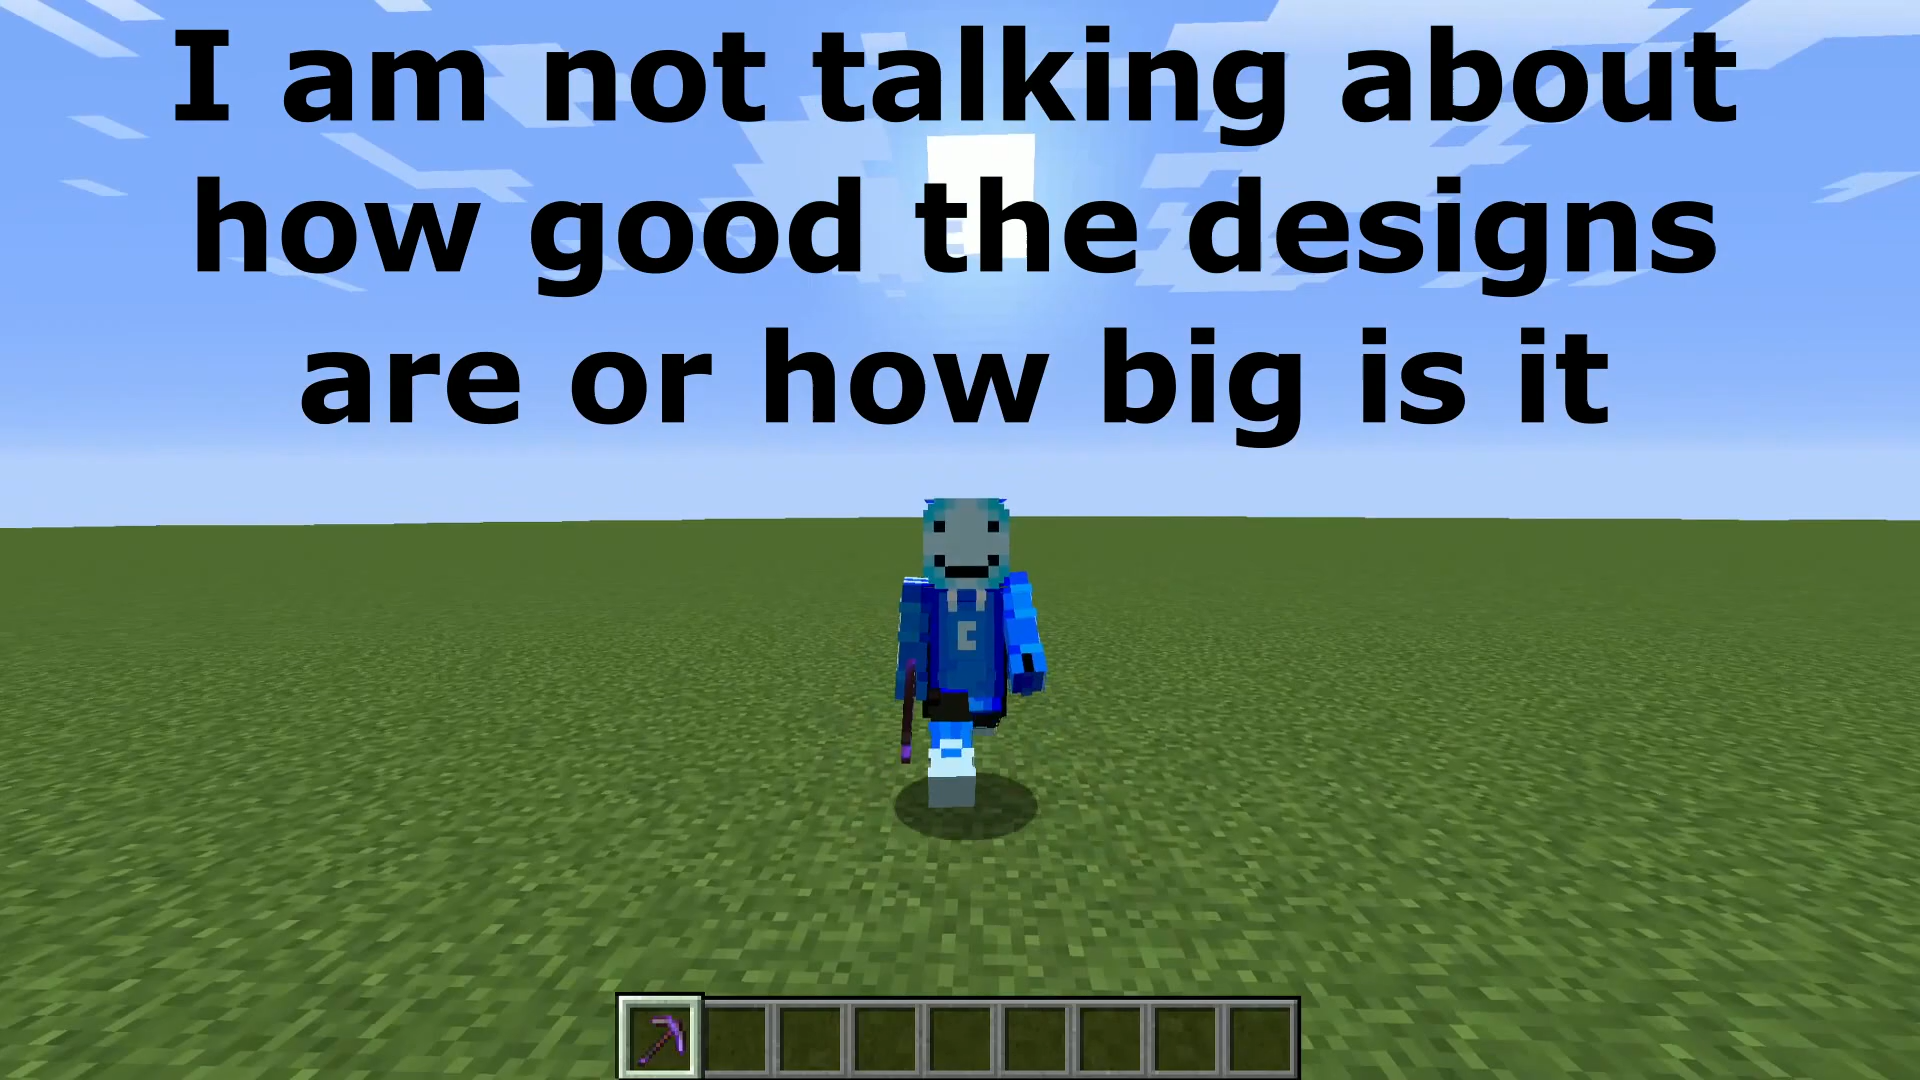 I am not talking about
how good the designs
are or how big is it
C